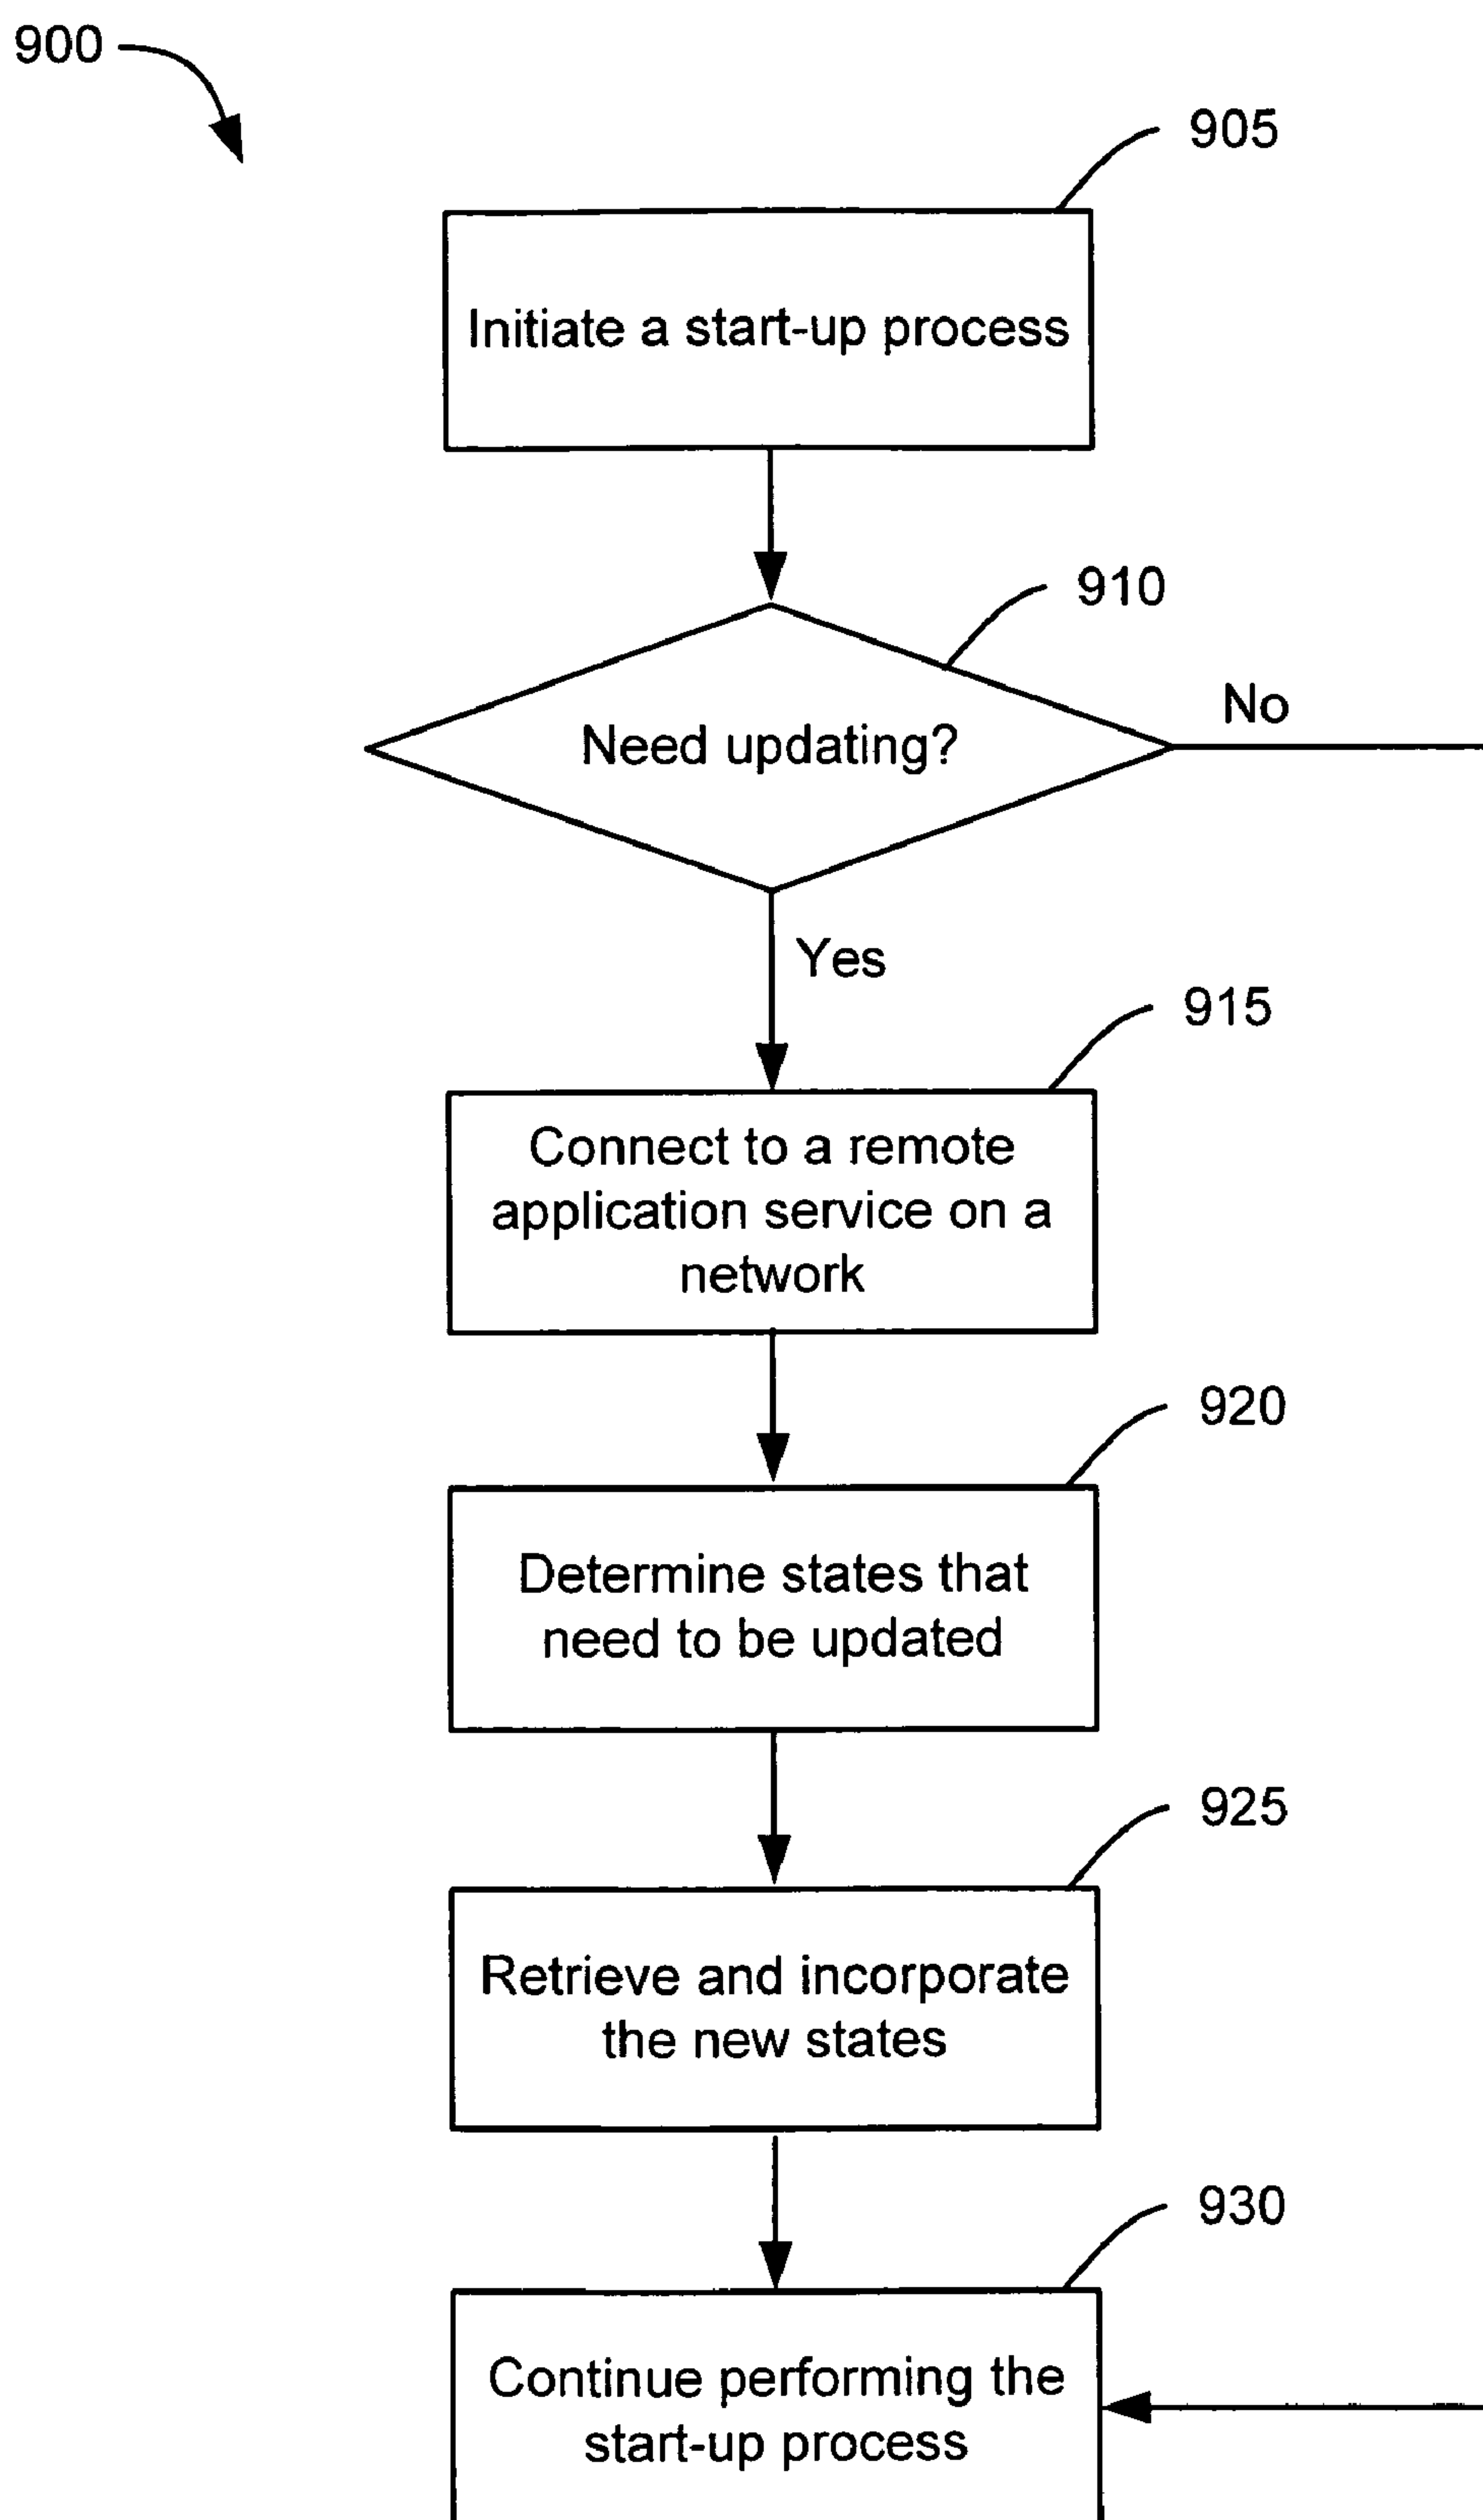 900
905
Initiate a start-up process
910
Need updating?
No
Yes
915
Connect to a remote
application service on a
network
920
Determine states that
need to be updated
925
Retrieve and incorporate
the new states
930
Continue performing the
start-up process